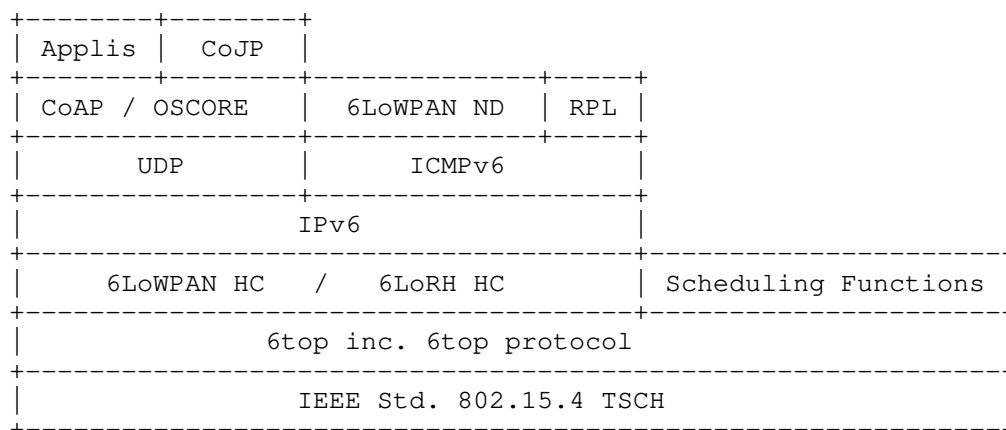 Applis CoJP
CoAP / OSCORE 6LoWPAN ND RPL
UDP ICMPv6
IPv6
6LoWPAN HC / 6LoRH HC Scheduling Functions
6top inc. 6top protocol
IEEE Std. 802.15.4 TSCH